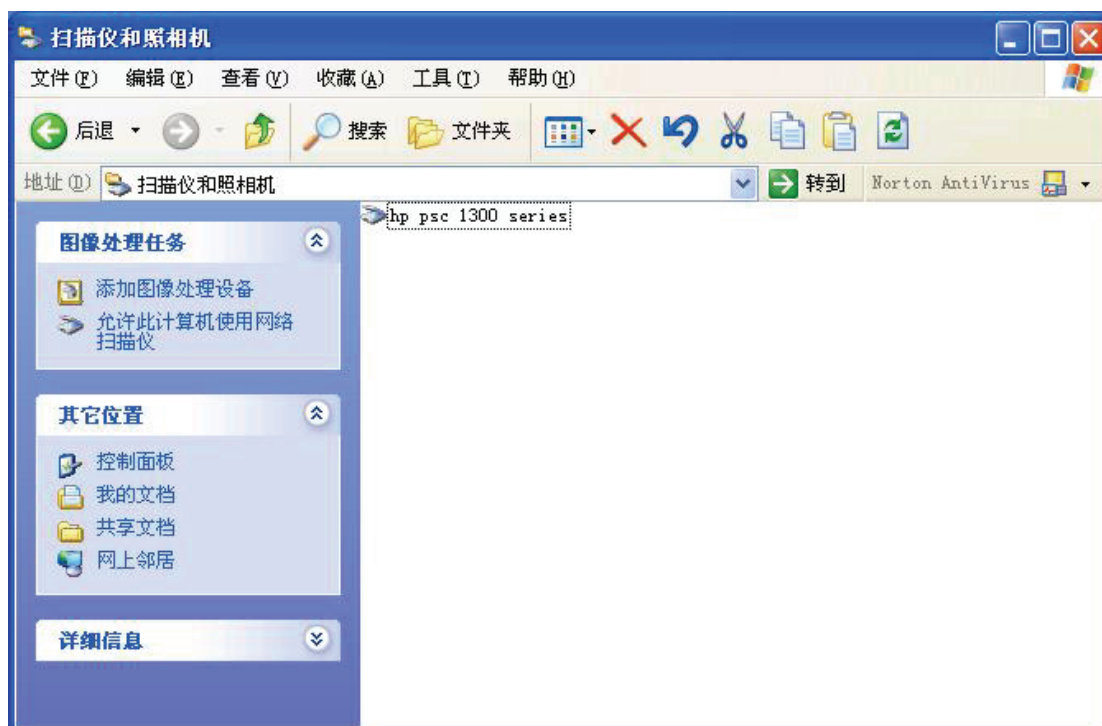 扫描仪和照相机
文件(F) 编辑(E) 查看(V) 收藏(A) 工具(T) 帮助(H)
后退 搜索 文件夹
地址(D) 扫描仪和照相机 转到 Norton AntiVirus
hp psc 1300 series
图像处理任务
添加图像处理设备
允许此计算机使用网络
扫描仪
其它位置
控制面板
我的文档
共享文档
网上邻居
详细信息